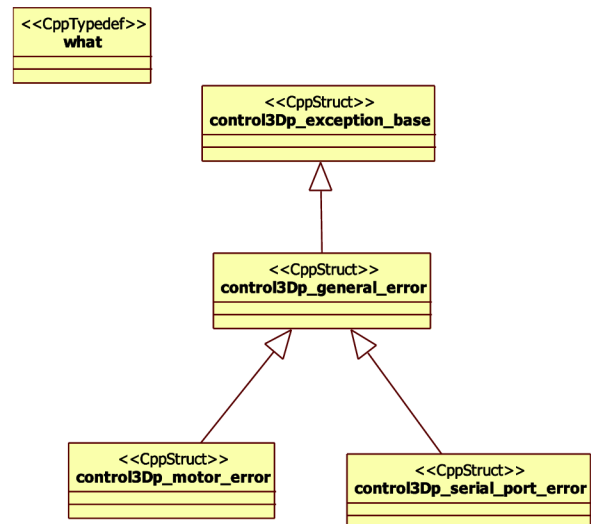 <<CppTypedef>>
what
<<CppStruct>>
control3Dp_exception_base
<<CppStruct>>
control3Dp_general_error
<<CppStruct>>
control3Dp_motor_error
<<CppStruct>>
control3Dp_serial_port_error